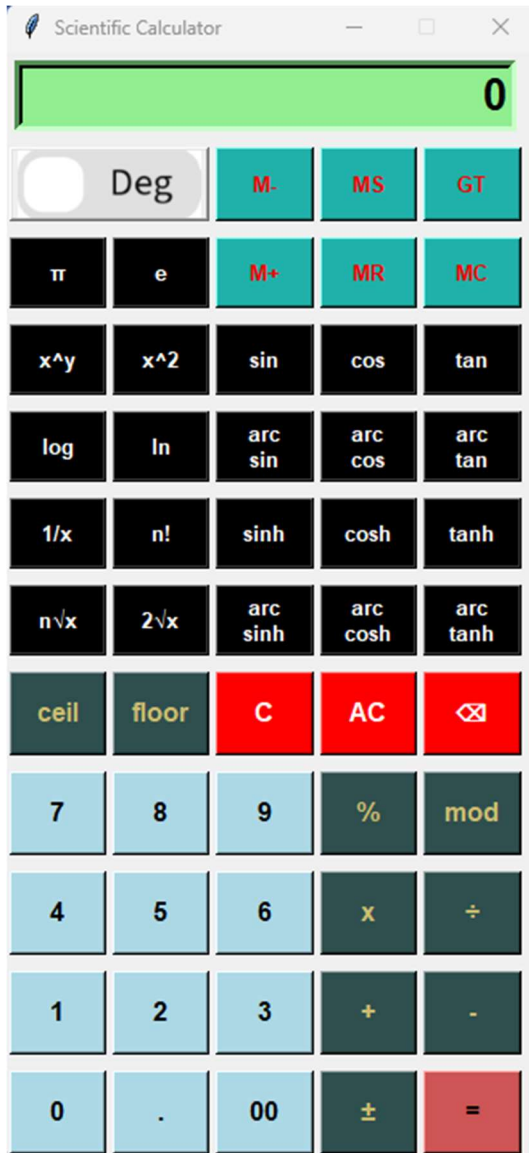 Scientific Calculator
0
Deg M- MS GT
π e M+ MR MC
x^y x^2 sin cos tan
log ln arc sin arc cos arc tan
1/x n! sinh cosh tanh
n√x 2√x arc sinh arc cosh arc tanh
ceil floor C AC ⌫
7 8 9 % mod
4 5 6 x ÷
1 2 3 + -
0 . 00 ± =